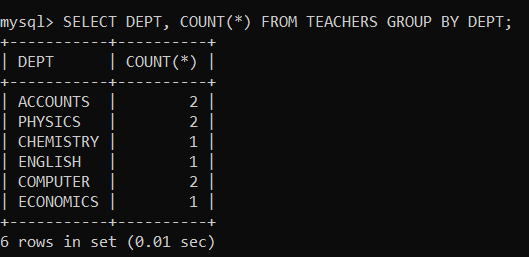 mysql> SELECT DEPT, COUNT(*) FROM TEACHERS GROUP BY DEPT;
+-----------+----------+
| DEPT      | COUNT(*) |
+-----------+----------+
| ACCOUNTS  |        2 |
| PHYSICS   |        2 |
| CHEMISTRY |        1 |
| ENGLISH   |        1 |
| COMPUTER  |        2 |
| ECONOMICS |        1 |
+-----------+----------+
6 rows in set (0.01 sec)